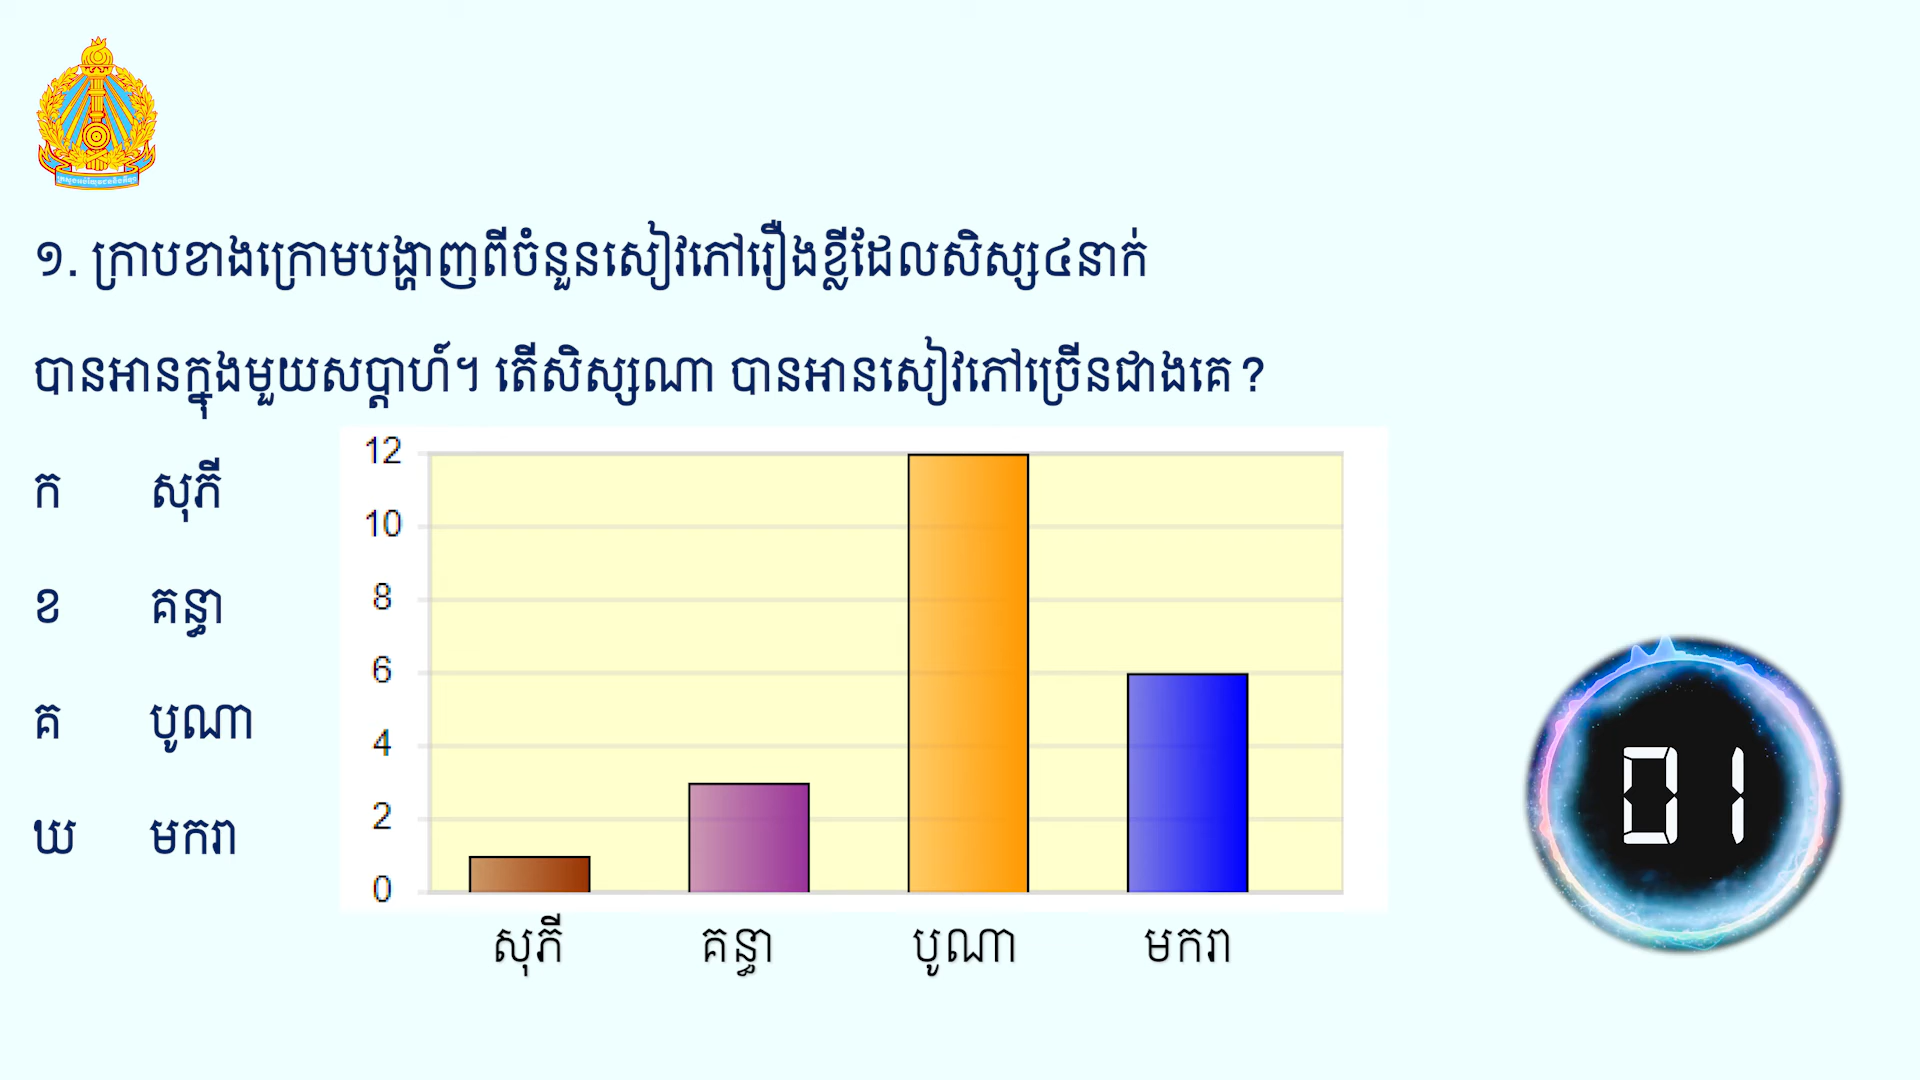 ១. ក្រាបខាងក្រោមបង្ហាញពីចំនួនសៀវភៅរឿងខ្លីដែលសិស្ស៤នាក់
បានអានក្នុងមួយសប្តាហ៍។ តើសិស្សណា បានអានសៀវភៅច្រើនជាងគេ?
ក សុភី
ខ គន្ធា
គ បូណា
ឃ មករា
12
10
8
6
4
2
0
សុភី គន្ធា បូណា មករា
01